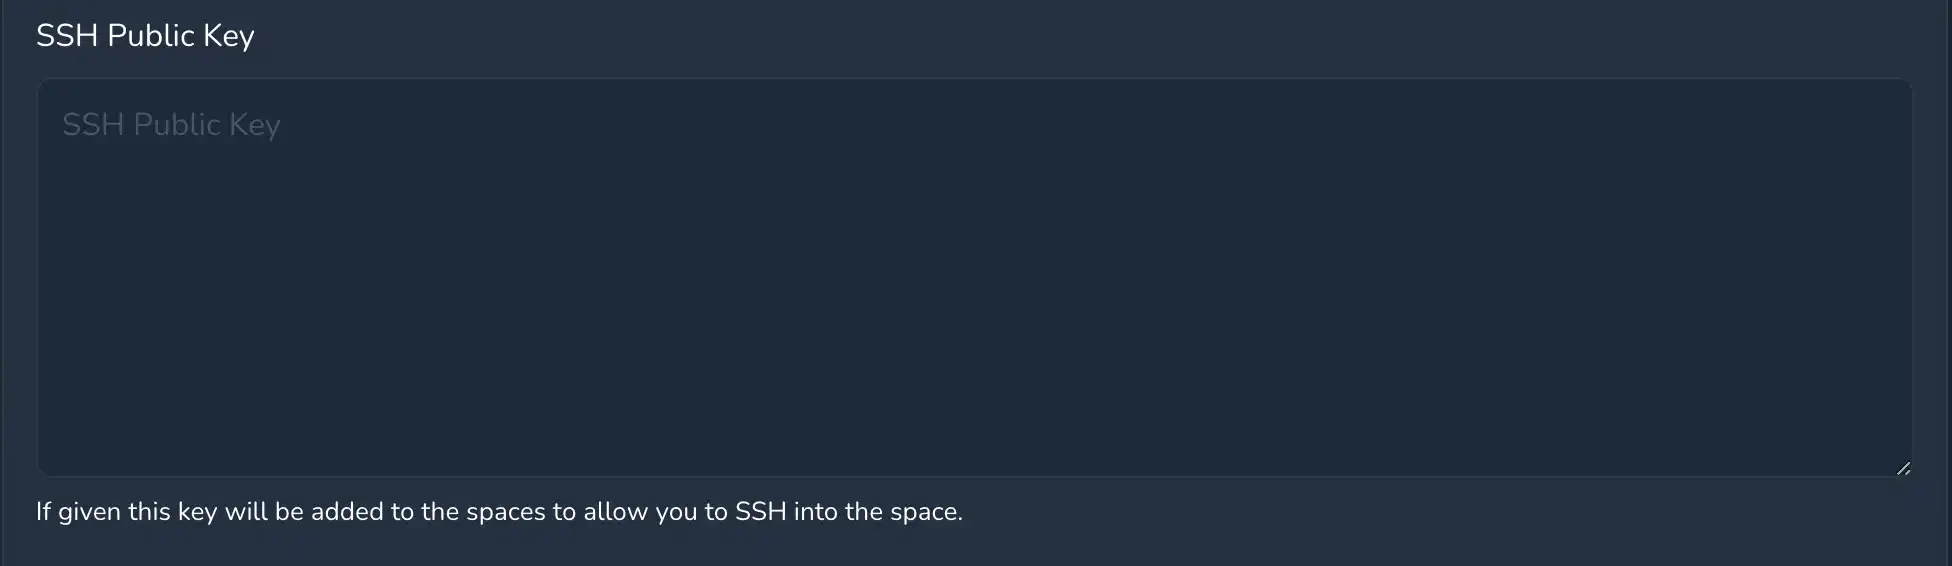 SSH Public Key
SSH Public Key
If given this key will be added to the spaces to allow you to SSH into the space.